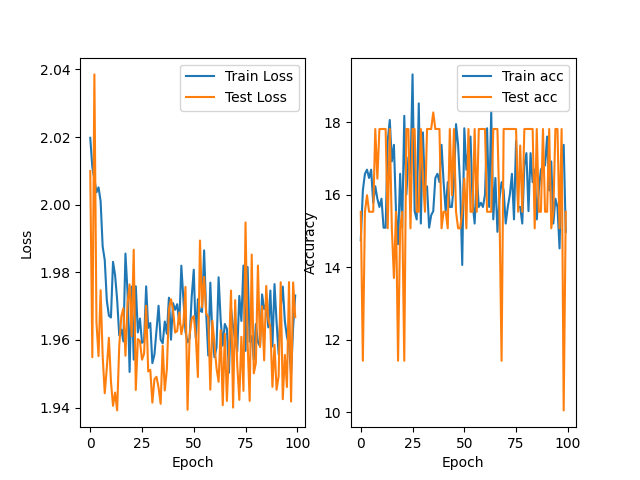 Train Loss
Test Loss
2.04
2.02
2.00
1.98
1.96
1.94
Loss
0
25
50
75
100
Epoch
Train acc
Test acc
18
16
14
12
10
Accuracy
0
25
50
75
100
Epoch